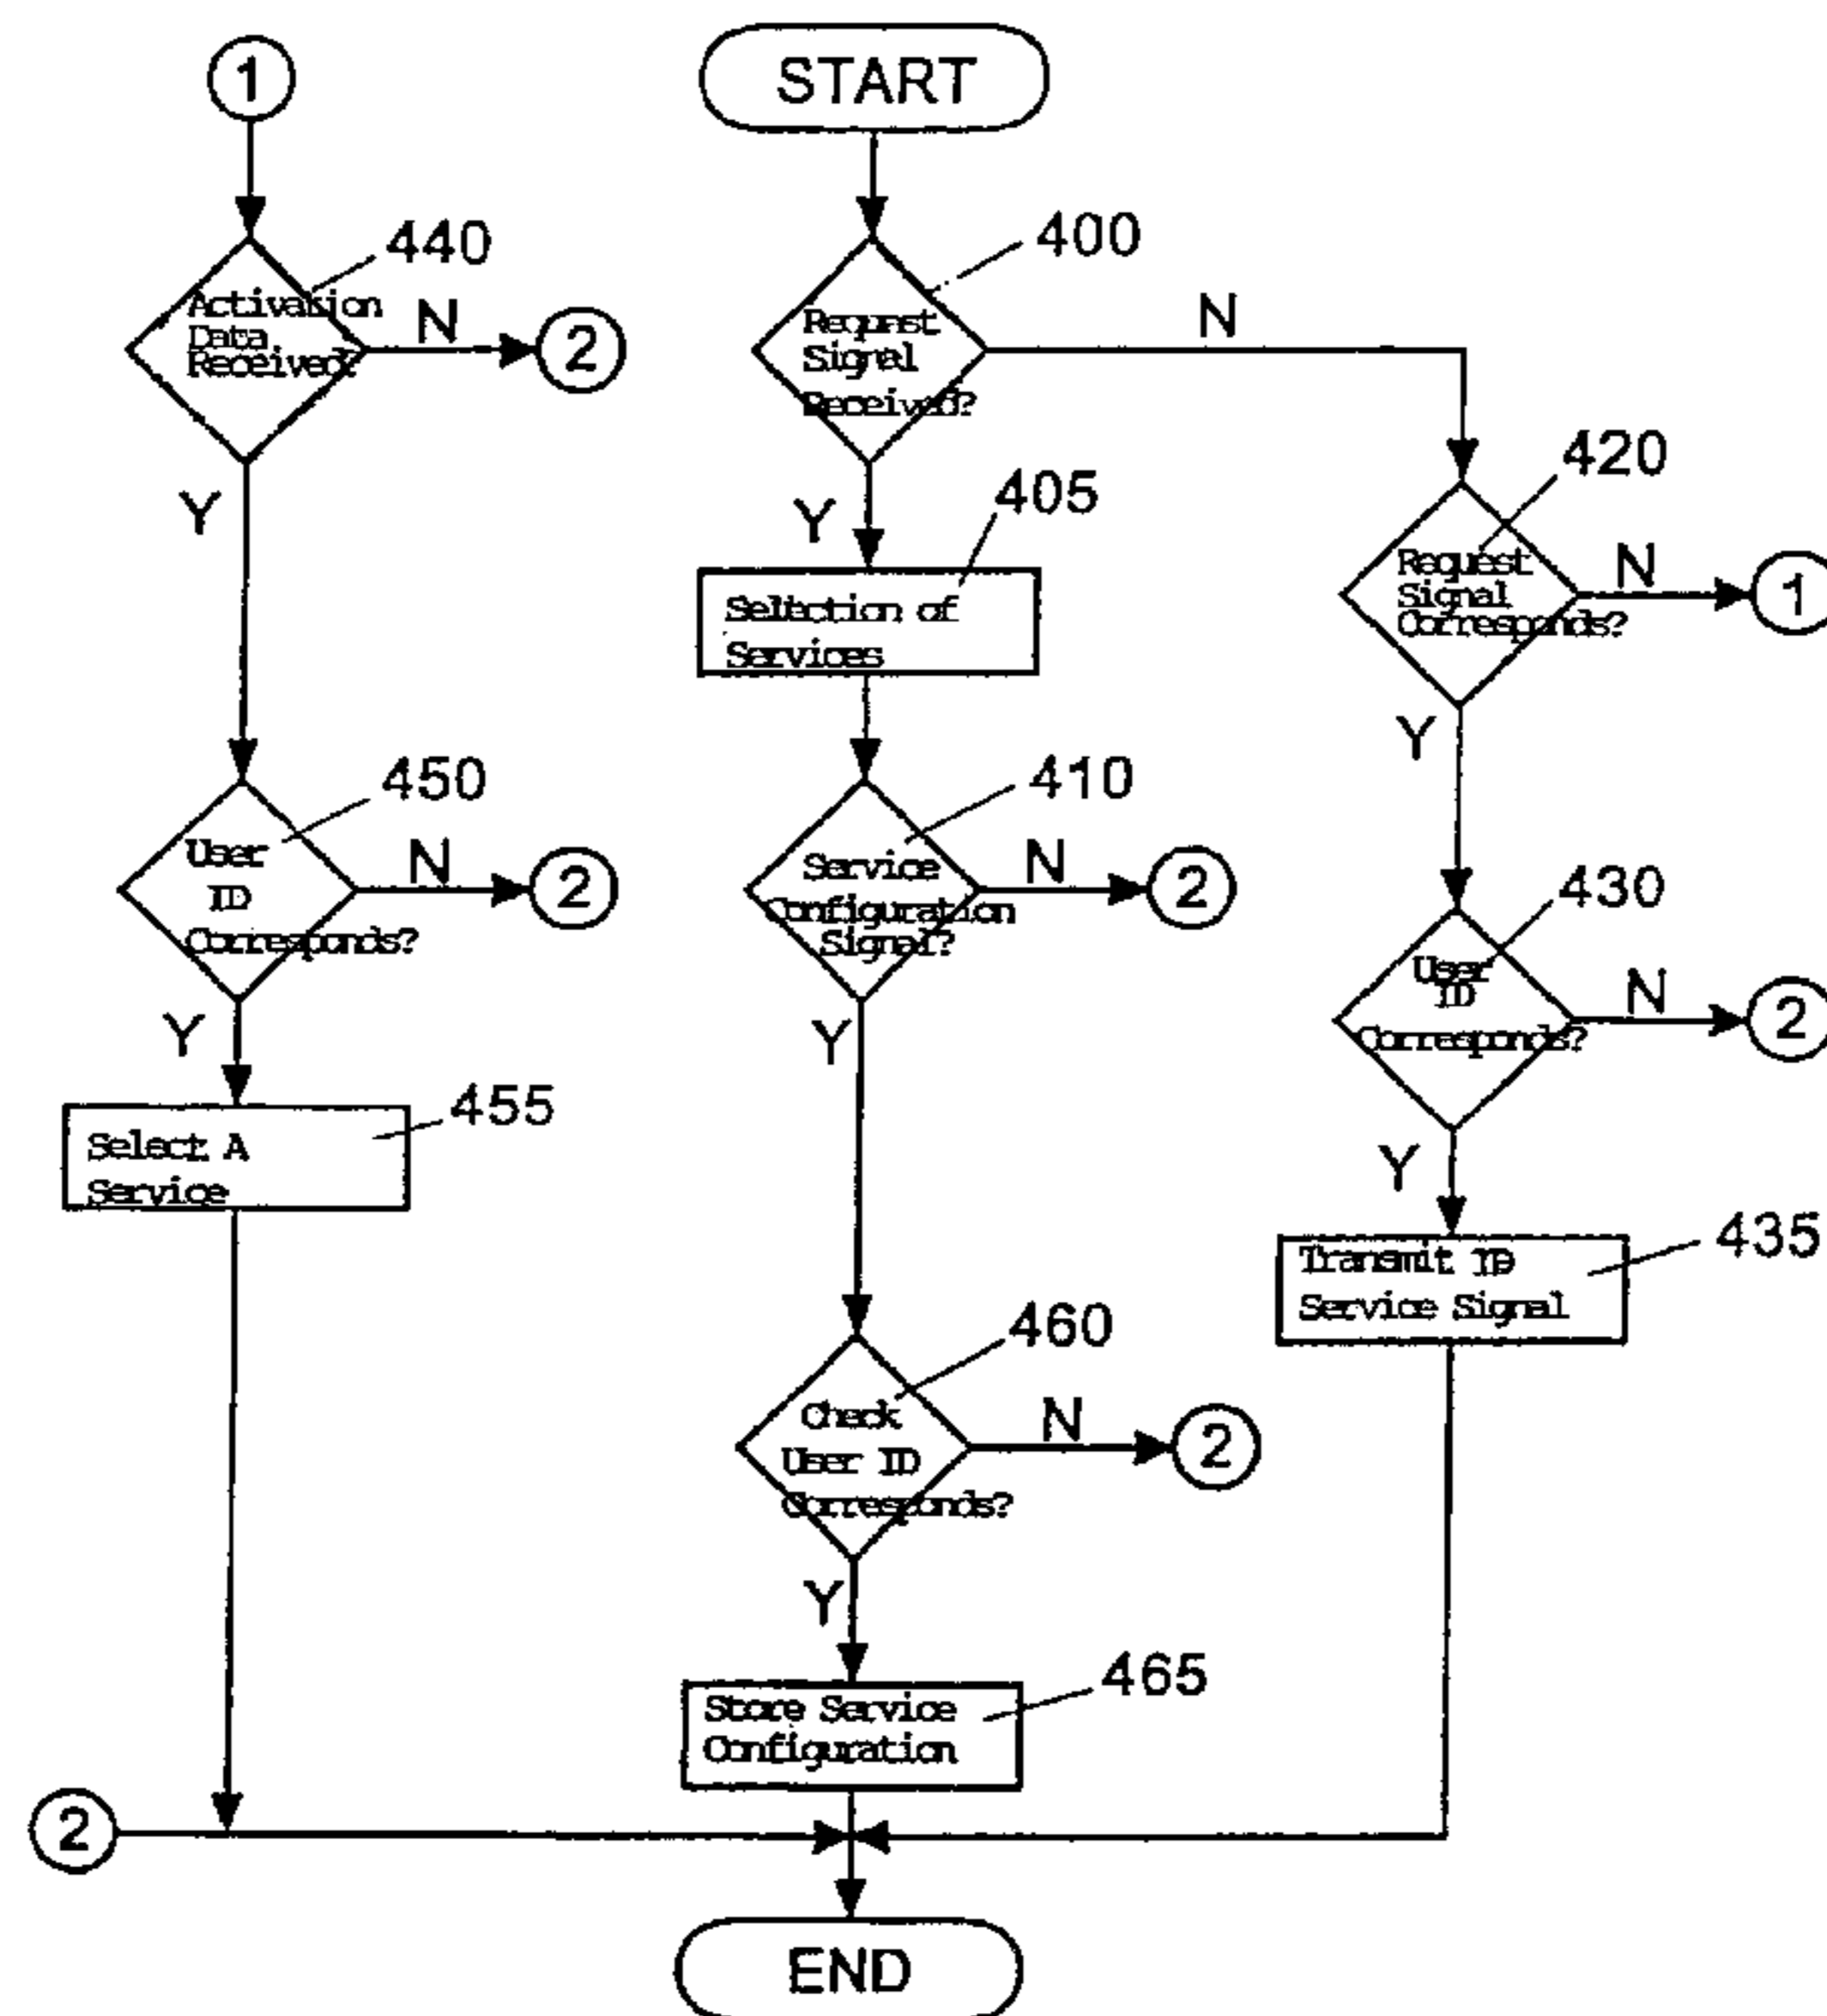 1
START
440
Activation
Data
Received?
N
2
Y
400
Request
Signal
Received?
N
Y
405
Selection of
Services
420
Request
Signal
Corresponds?
N
1
Y
450
User
ID
Corresponds?
N
2
Y
410
Service
Configuration
Signal?
N
2
Y
430
User
ID
Corresponds?
N
2
Y
455
Select A
Service
435
Transmit ID
Service Signal
460
Check
User ID
Corresponds?
N
2
Y
465
Store Service
Configuration
2
END